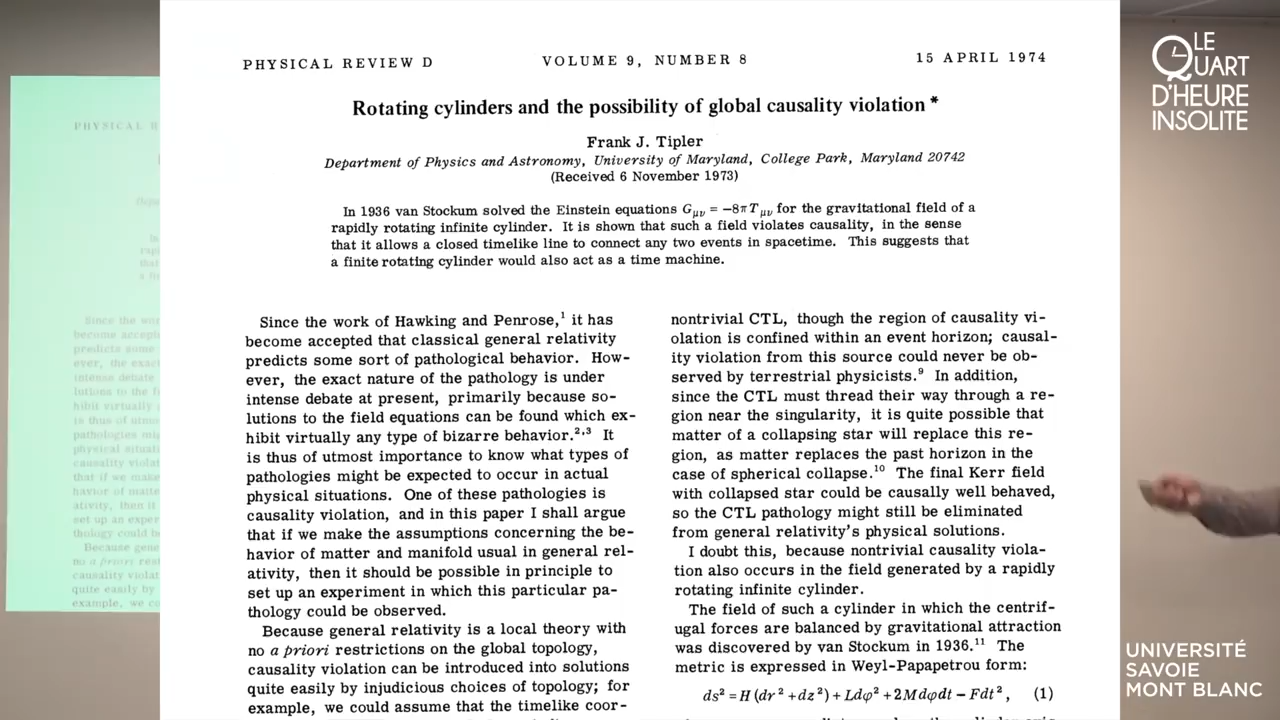 PHYSICAL REVIEW D
VOLUME 9, NUMBER 8
15 APRIL 1974
Rotating cylinders and the possibility of global causality violation *
Frank J. Tipler
Department of Physics and Astronomy, University of Maryland, College Park, Maryland 20742
(Received 6 November 1973)
In 1936 van Stockum solved the Einstein equations Gμν = −8πTμν for the gravitational field of a
rapidly rotating infinite cylinder. It is shown that such a field violates causality, in the sense
that it allows a closed timelike line to connect any two events in spacetime. This suggests that
a finite rotating cylinder would also act as a time machine.
Since the work of Hawking and Penrose,¹ it has
become accepted that classical general relativity
predicts some sort of pathological behavior. How-
ever, the exact nature of the pathology is under
intense debate at present, primarily because so-
lutions to the field equations can be found which ex-
hibit virtually any type of bizarre behavior.²,³ It
is thus of utmost importance to know what types of
pathologies might be expected to occur in actual
physical situations. One of these pathologies is
causality violation, and in this paper I shall argue
that if we make the assumptions concerning the be-
havior of matter and manifold usual in general rel-
ativity, then it should be possible in principle to
set up an experiment in which this particular pa-
thology could be observed.
Because general relativity is a local theory with
no a priori restrictions on the global topology,
causality violation can be introduced into solutions
quite easily by injudicious choices of topology; for
example, we could assume that the timelike coor-
nontrivial CTL, though the region of causality vi-
olation is confined within an event horizon; causal-
ity violation from this source could never be ob-
served by terrestrial physicists.⁹ In addition,
since the CTL must thread their way through a re-
gion near the singularity, it is quite possible that
matter of a collapsing star will replace this re-
gion, as matter replaces the past horizon in the
case of spherical collapse.¹⁰ The final Kerr field
with collapsed star could be causally well behaved,
so the CTL pathology might still be eliminated
from general relativity's physical solutions.
I doubt this, because nontrivial causality viola-
tion also occurs in the field generated by a rapidly
rotating infinite cylinder.
The field of such a cylinder in which the centrif-
ugal forces are balanced by gravitational attraction
was discovered by van Stockum in 1936.¹¹ The
metric is expressed in Weyl-Papapetrou form:
ds² = H(dr² + dz²) + Ldφ² + 2Mdφdt − Fdt², (1)
LE
QUART
D'HEURE
INSOLITE
UNIVERSITÉ
SAVOIE
MONT BLANC